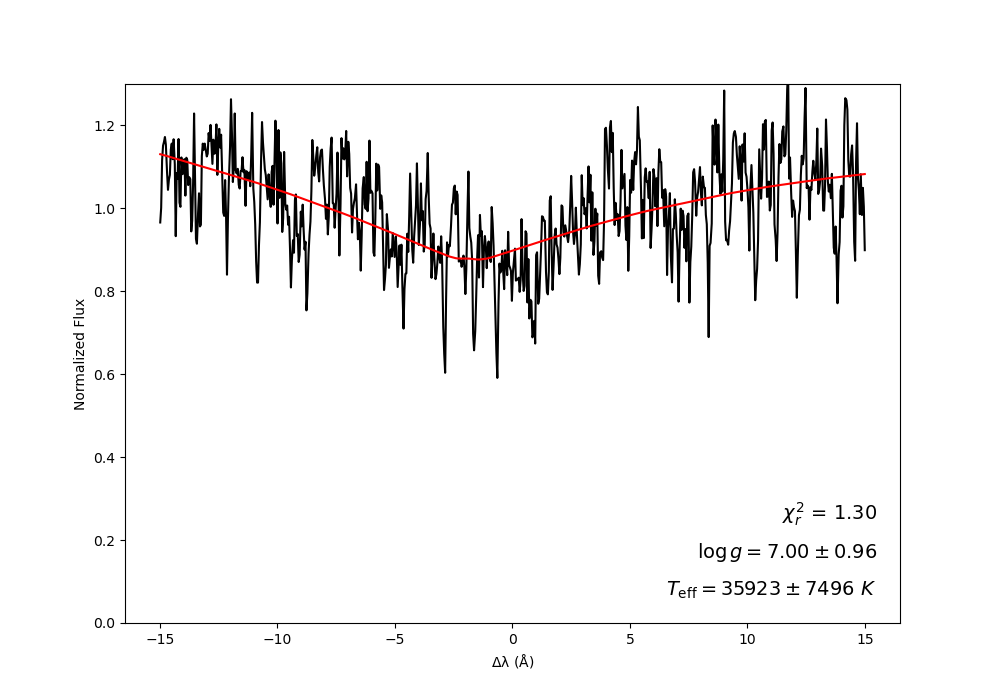 1.2
1.0
0.8
0.6
0.4
0.2
0.0
Normalized Flux
χ²ᵣ = 1.30
log g = 7.00 ± 0.96
T_eff = 35923 ± 7496 K
−15 −10 −5 0 5 10 15
Δλ (Å)